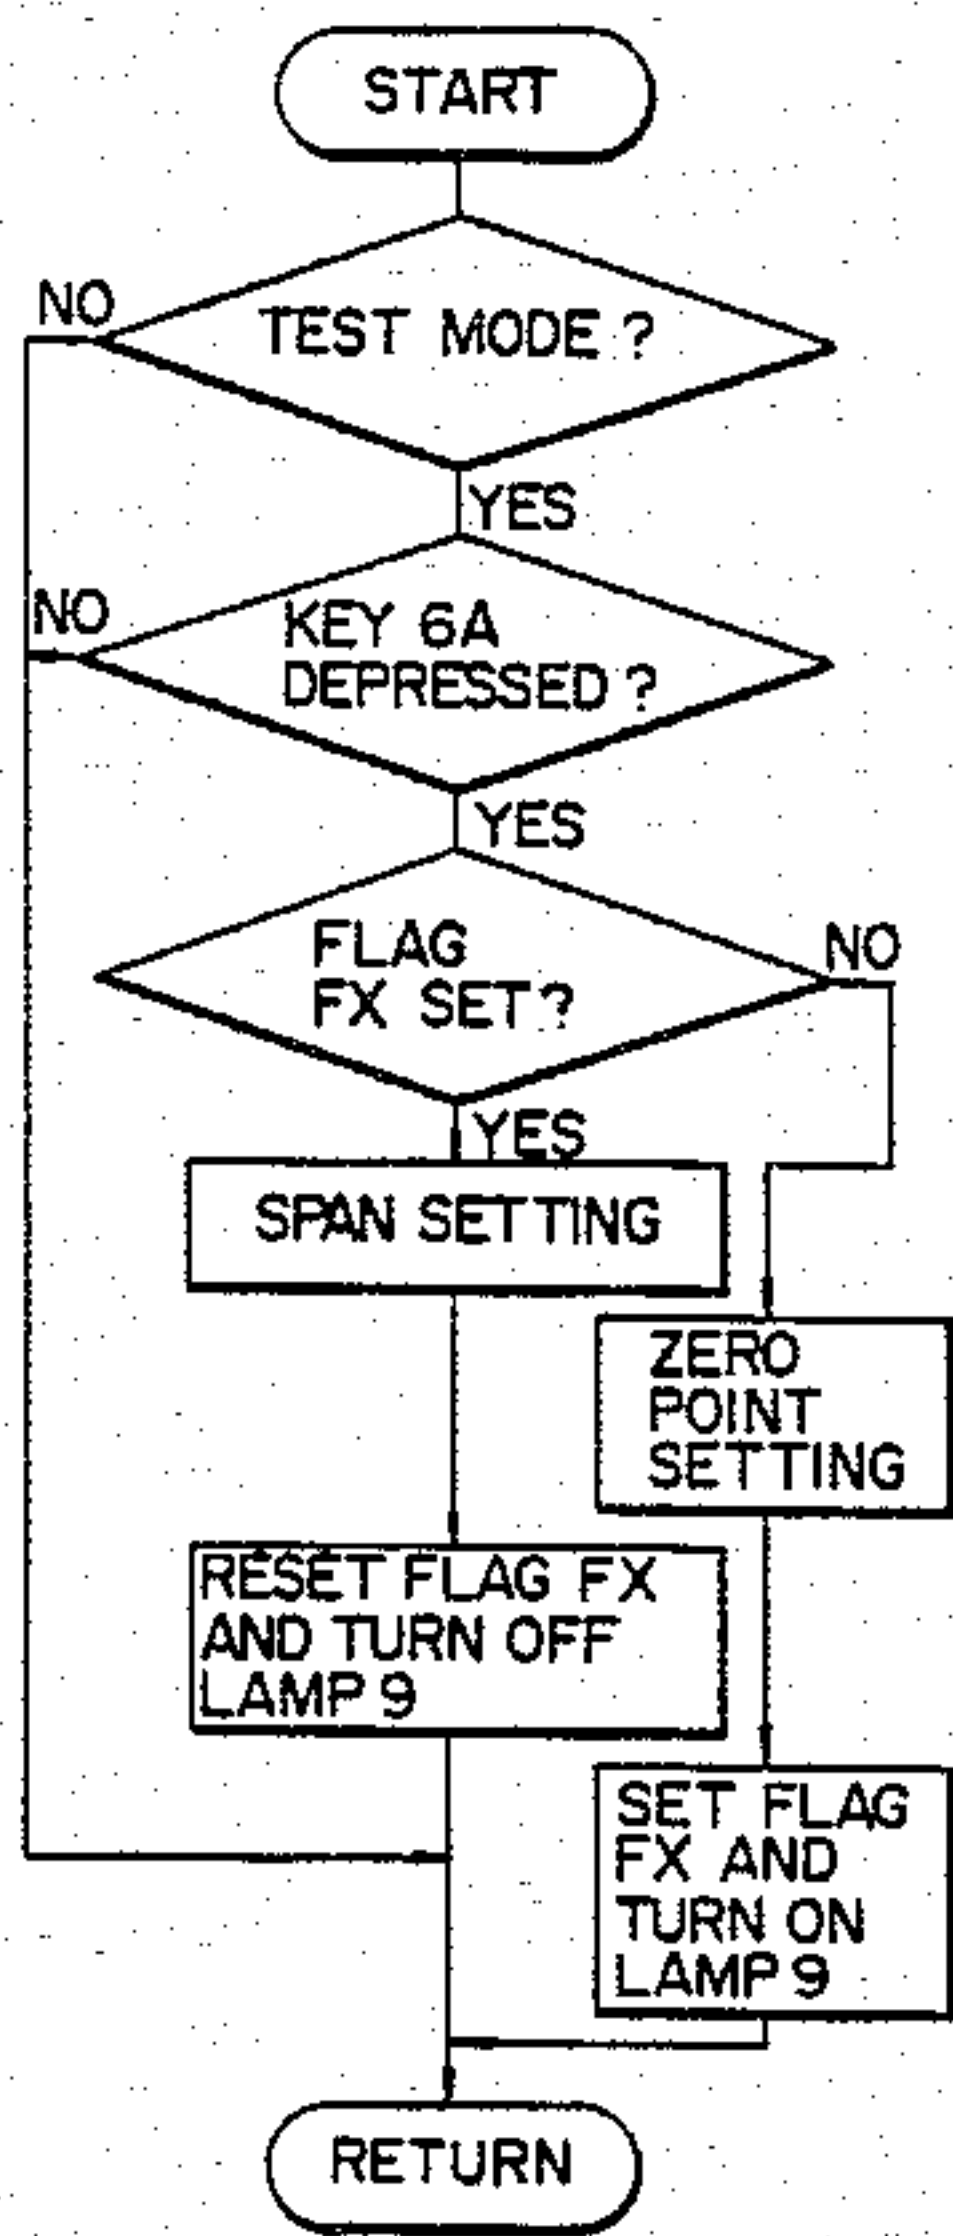 START
NO
TEST MODE?
YES
NO
KEY 6A
DEPRESSED?
YES
FLAG
FX SET?
NO
YES
SPAN SETTING
ZERO
POINT
SETTING
RESET FLAG FX
AND TURN OFF
LAMP 9
SET FLAG
FX AND
TURN ON
LAMP 9
RETURN